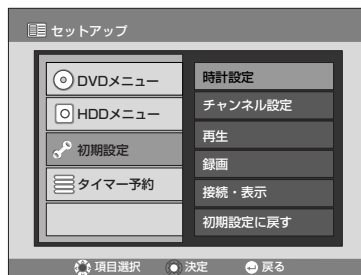 セットアップ
DVDメニュー
HDDメニュー
初期設定
タイマー予約
時計設定
チャンネル設定
再生
録画
接続・表示
初期設定に戻す
項目選択 決定 戻る